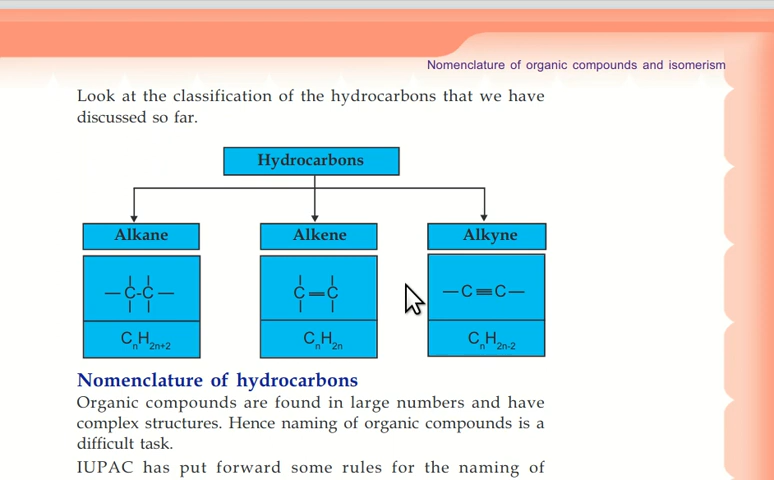 Nomenclature of organic compounds and isomerism
Look at the classification of the hydrocarbons that we have
discussed so far.
Hydrocarbons
Alkane
Alkene
Alkyne
—C-C—
C=C
—C≡C—
CₙH₂ₙ₊₂
CₙH₂ₙ
CₙH₂ₙ₋₂
Nomenclature of hydrocarbons
Organic compounds are found in large numbers and have
complex structures. Hence naming of organic compounds is a
difficult task.
IUPAC has put forward some rules for the naming of